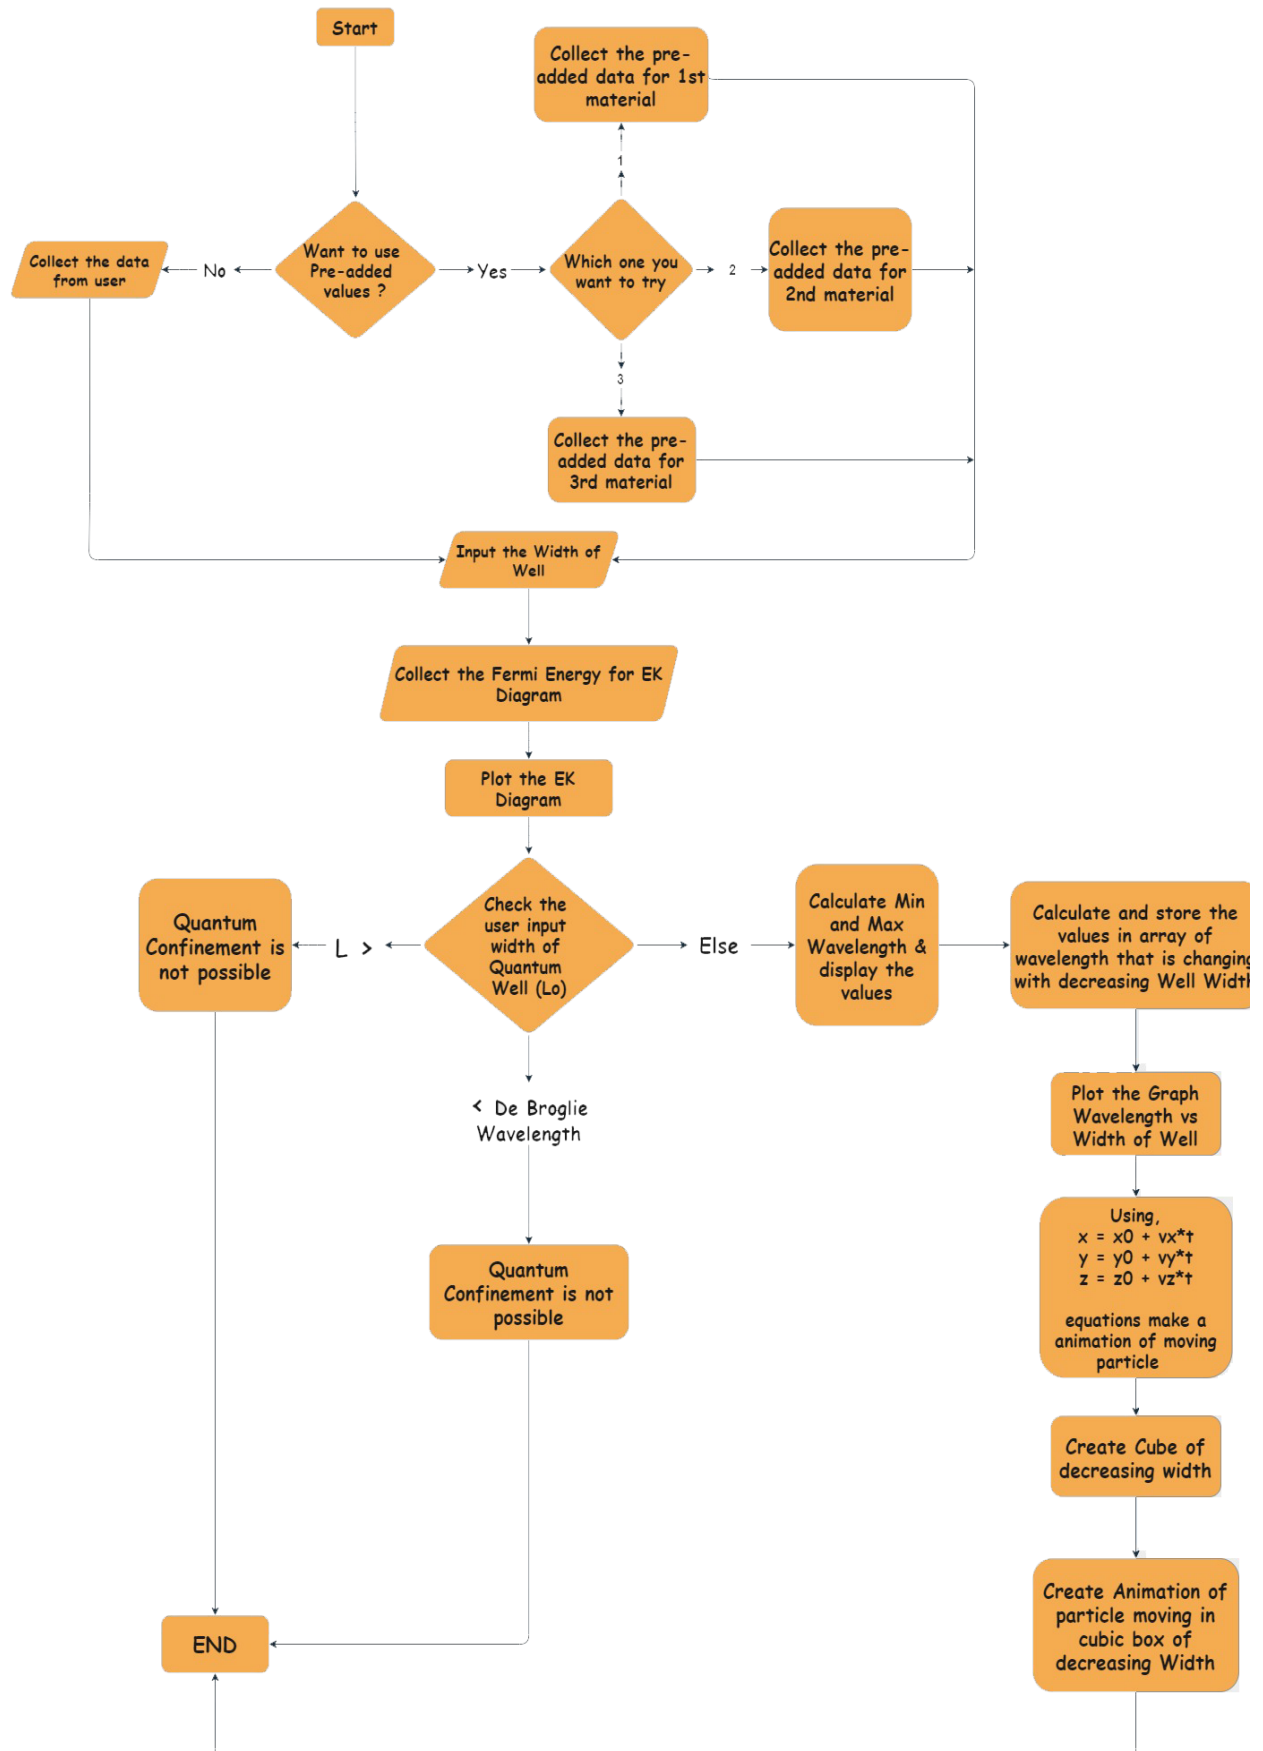 Start
Collect the pre-
added data for 1st
material
1
Want to use
Pre-added
values ?
No
Collect the data
from user
Yes
Which one you
want to try
2
Collect the pre-
added data for
2nd material
3
Collect the pre-
added data for
3rd material
Input the Width of
Well
Collect the Fermi Energy for EK
Diagram
Plot the EK
Diagram
Check the
user input
width of
Quantum
Well (Lo)
L >
Quantum
Confinement is
not possible
Else
Calculate Min
and Max
Wavelength &
display the
values
Calculate and store the
values in array of
wavelength that is changing
with decreasing Well Width
< De Broglie
Wavelength
Quantum
Confinement is not
possible
Plot the Graph
Wavelength vs
Width of Well
Using,
x = x0 + vx*t
y = y0 + vy*t
z = z0 + vz*t
equations make a
animation of moving
particle
Create Cube of
decreasing width
Create Animation of
particle moving in
cubic box of
decreasing Width
END